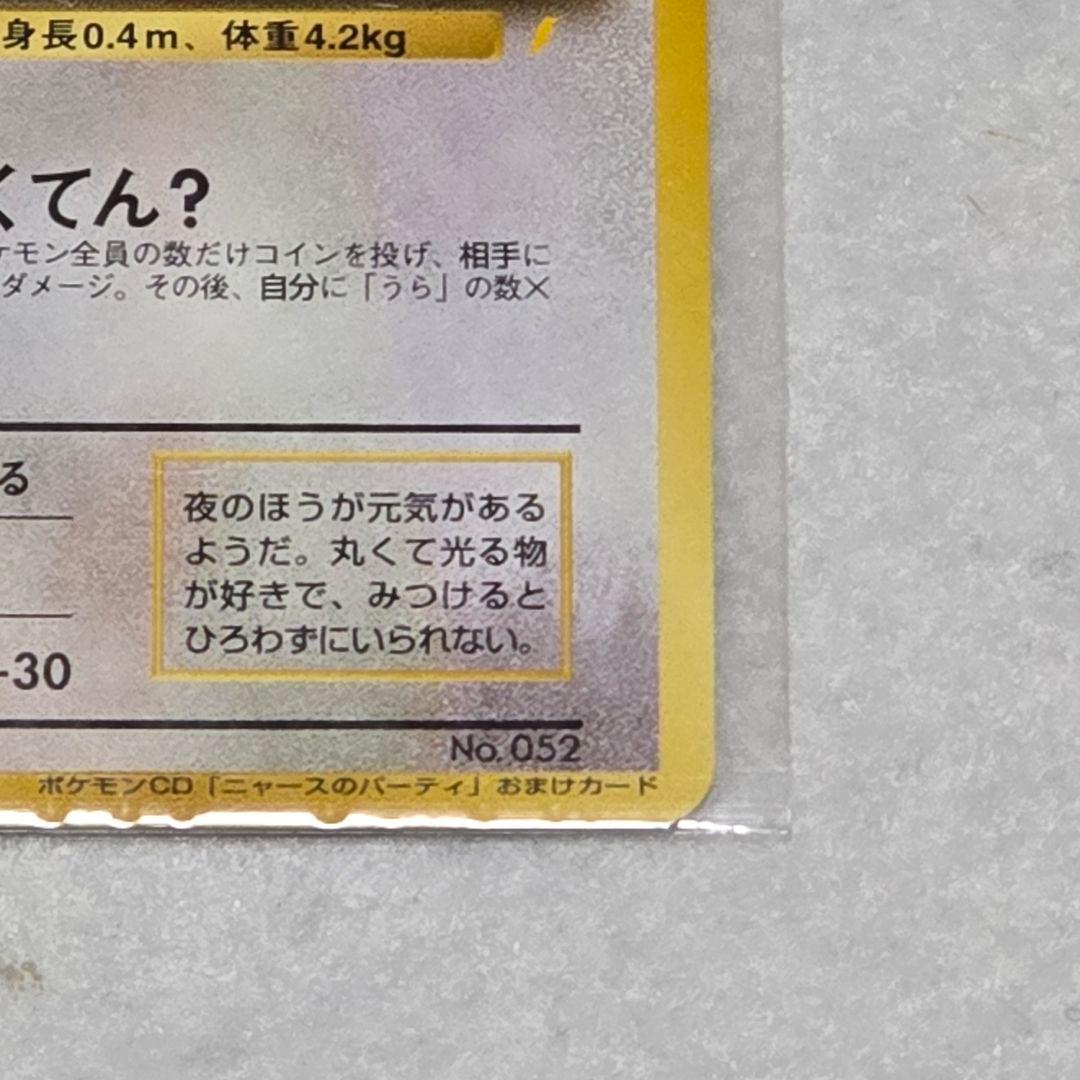 身長0.4m、体重4.2kg
くてん?
ケモン全員の数だけコインを投げ、相手に
ダメージ。その後、自分に「うら」の数×
る
夜のほうが元気がある
ようだ。丸くて光る物
が好きで、みつけると
ひろわずにいられない。
-30
No. 052
ポケモンCD「ニャースのパーティ」おまけカード